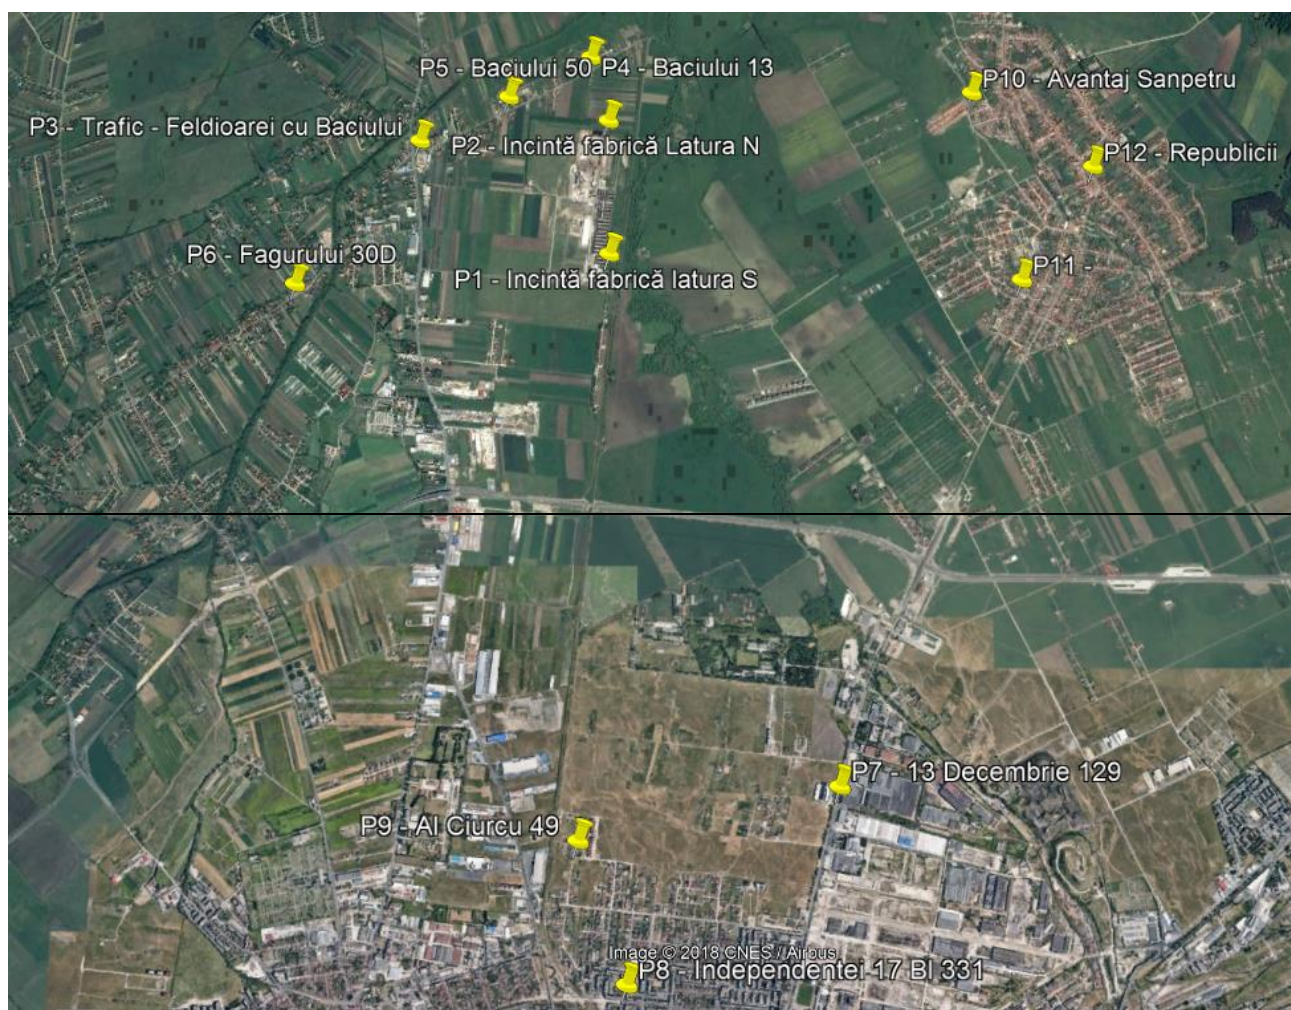 P5 - Baciului 50
P4 - Baciului 13
P10 - Avantaj Sanpetru
P3 - Trafic - Feldioarei cu Baciului
P2 - Incintă fabrică Latura N
P12 - Republicii
P6 - Fagurului 30D
P11 -
P1 - Incintă fabrică latura S
P7 - 13 Decembrie 129
P9 - Al Ciurcu 49
Image © 2018 CNES / Airbus
P8 - Independentei 17 Bl 331